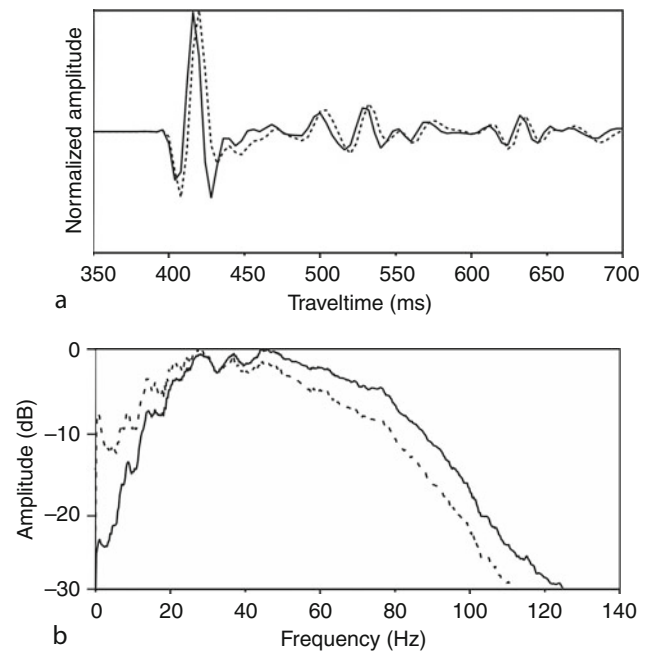 Normalized amplitude
350 400 450 500 550 600 650 700
Traveltime (ms)
a
0
–10
–20
–30
Amplitude (dB)
0 20 40 60 80 100 120 140
Frequency (Hz)
b